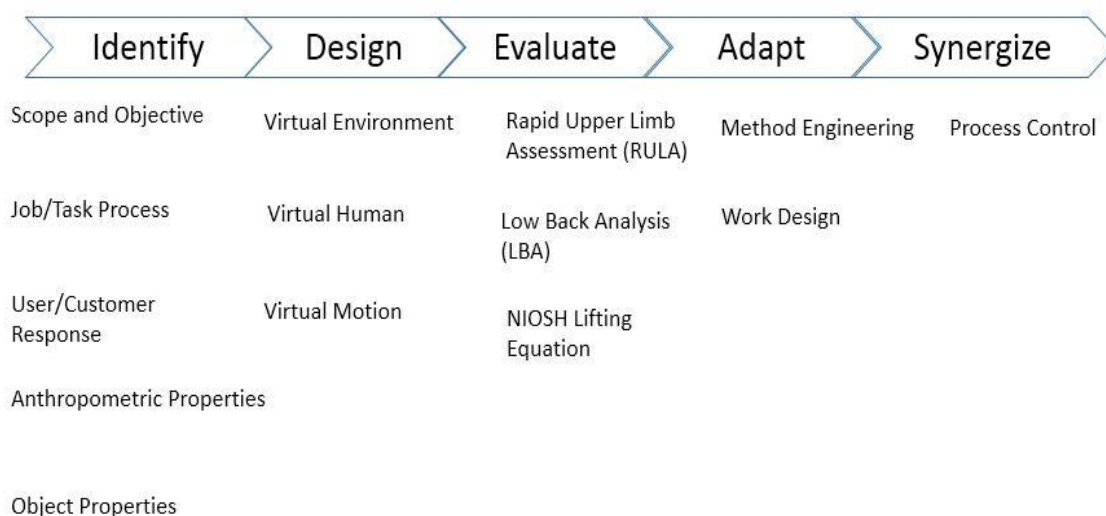 Identify
Design
Evaluate
Adapt
Synergize
Scope and Objective
Job/Task Process
User/Customer
Response
Anthropometric Properties
Object Properties
Virtual Environment
Virtual Human
Virtual Motion
Rapid Upper Limb
Assessment (RULA)
Low Back Analysis
(LBA)
NIOSH Lifting
Equation
Method Engineering
Work Design
Process Control